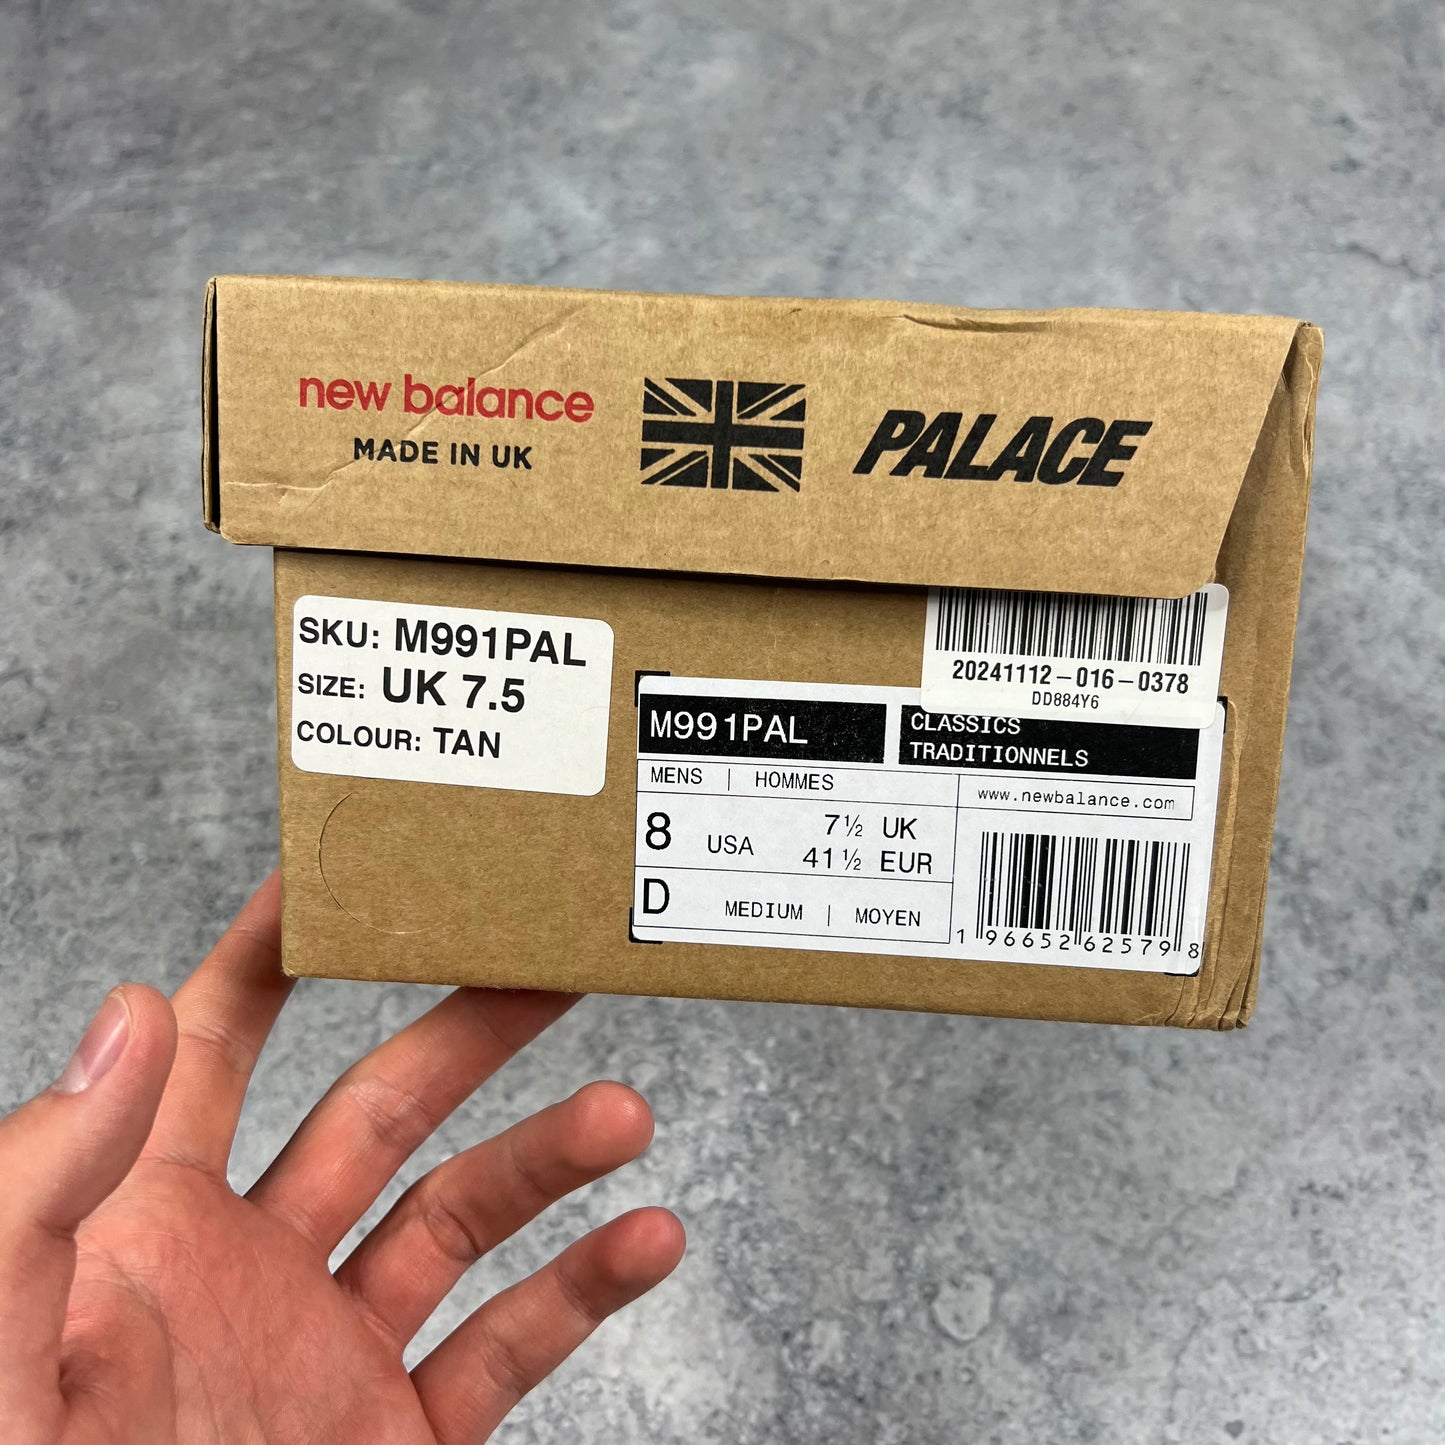 new balance
MADE IN UK
PALACE
SKU: M991PAL
SIZE: UK 7.5
COLOUR: TAN
20241112-016-0378
DD884Y6
M991PAL
CLASSICS
TRADITIONNELS
MENS | HOMMES
www.newbalance.com
8 USA
7½ UK
41½ EUR
D
MEDIUM | MOYEN
1 96652 62579 8